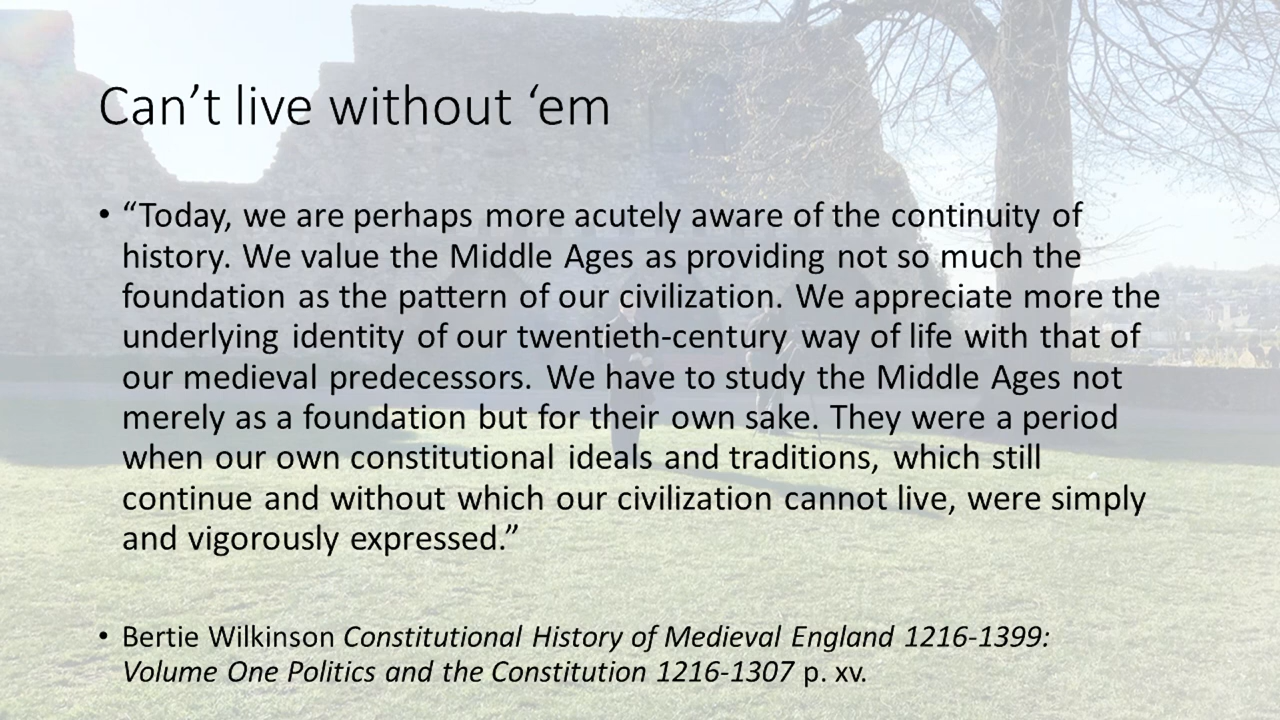 Can’t live without ‘em
• “Today, we are perhaps more acutely aware of the continuity of
history. We value the Middle Ages as providing not so much the
foundation as the pattern of our civilization. We appreciate more the
underlying identity of our twentieth-century way of life with that of
our medieval predecessors. We have to study the Middle Ages not
merely as a foundation but for their own sake. They were a period
when our own constitutional ideals and traditions, which still
continue and without which our civilization cannot live, were simply
and vigorously expressed.”
• Bertie Wilkinson Constitutional History of Medieval England 1216-1399:
Volume One Politics and the Constitution 1216-1307 p. xv.